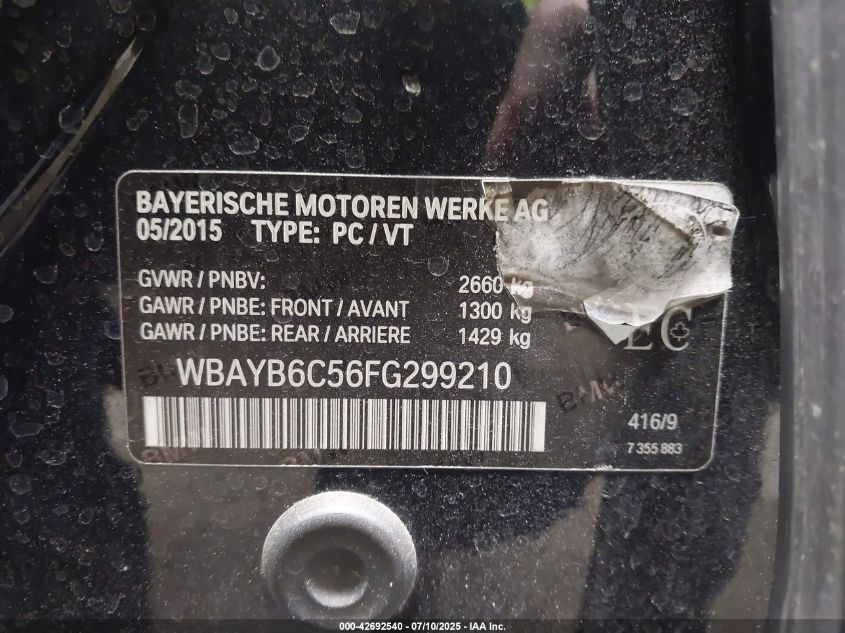 BAYERISCHE MOTOREN WERKE AG
05/2015 TYPE: PC / VT
GVWR / PNBV: 2660 kg
GAWR / PNBE: FRONT / AVANT 1300 kg
GAWR / PNBE: REAR / ARRIERE 1429 kg
EC
WBAYB6C56FG299210
BMW
416/9
7 355 883
000-42692540 - 07/10/2025 - IAA Inc.